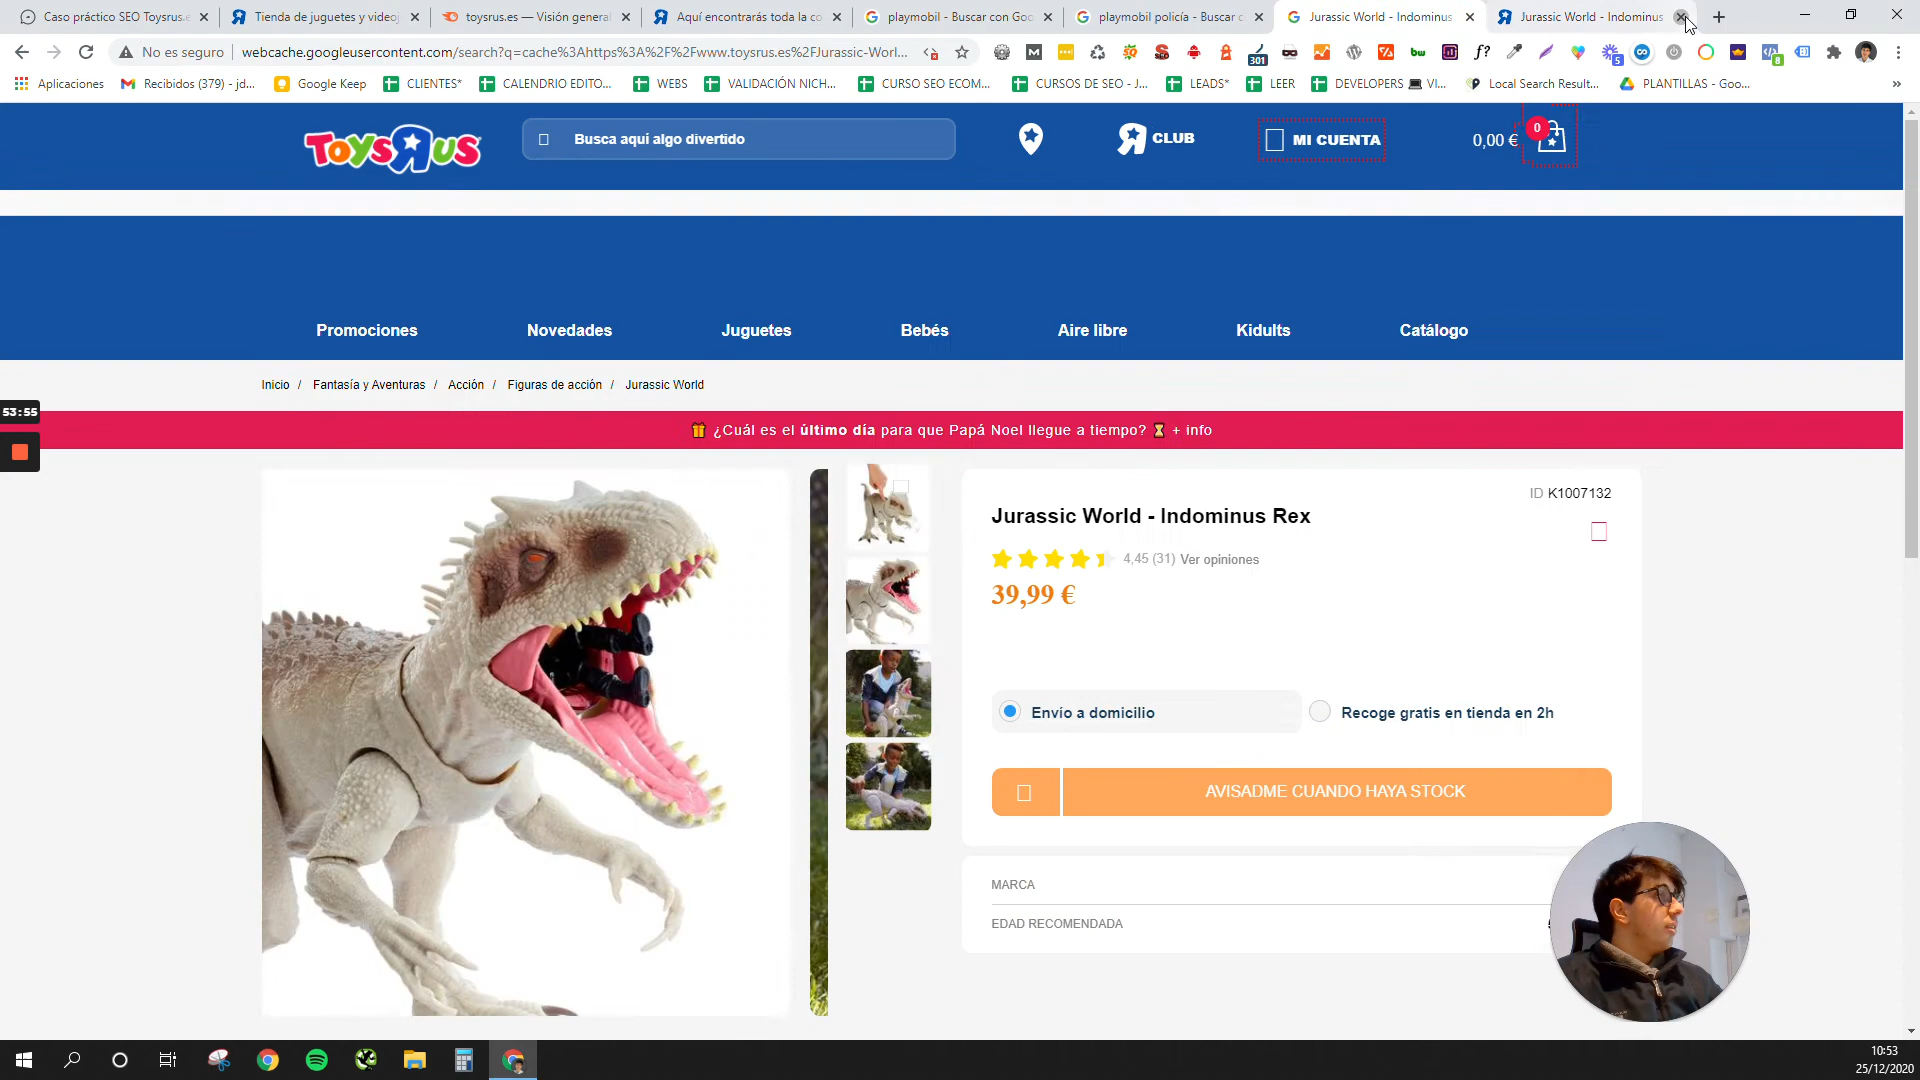 Caso práctico SEO Toysrus.e
Tienda de juguetes y videoj
toysrus.es — Visión general
Aquí encontrarás toda la co
playmobil - Buscar con Goo
playmobil policía - Buscar c
Jurassic World - Indominus
Jurassic World - Indominus
No es seguro
webcache.googleusercontent.com/search?q=cache%3Ahttps%3A%2F%2Fwww.toysrus.es%2FJurassic-Worl...
301
5
8
Aplicaciones
Recibidos (379) - jd...
Google Keep
CLIENTES*
CALENDRIO EDITO...
WEBS
VALIDACIÓN NICH...
CURSO SEO ECOM...
CURSOS DE SEO - J...
LEADS*
LEER
DEVELOPERS 💻 VI...
Local Search Result...
PLANTILLAS - Goo...
»
ToysRus
Busca aquí algo divertido
CLUB
MI CUENTA
0,00 €
0
Promociones
Novedades
Juguetes
Bebés
Aire libre
Kidults
Catálogo
Inicio / Fantasía y Aventuras / Acción / Figuras de acción / Jurassic World
53:55
🎁 ¿Cuál es el último día para que Papá Noel llegue a tiempo? ⏳ + info
ID K1007132
Jurassic World - Indominus Rex
4,45 (31) Ver opiniones
39,99 €
Envío a domicilio
Recoge gratis en tienda en 2h
AVISADME CUANDO HAYA STOCK
MARCA
EDAD RECOMENDADA
10:53
25/12/2020